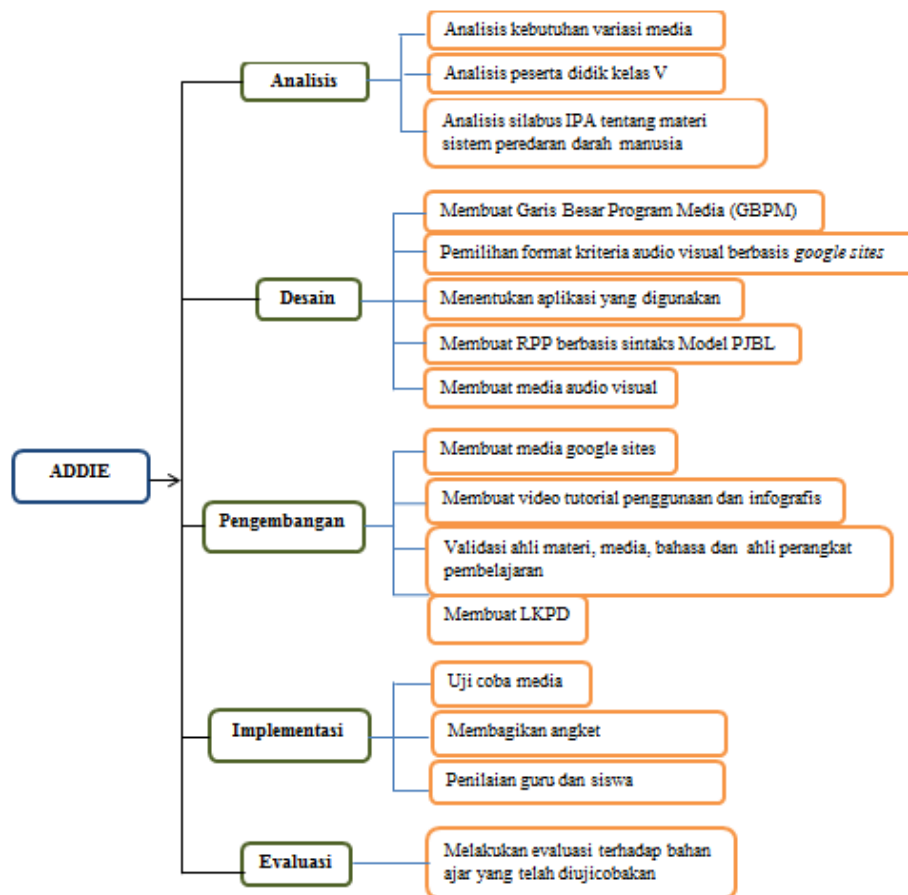 Analisis
Analisis kebutuhan variasi media
Analisis peserta didik kelas V
Analisis silabus IPA tentang materi
sistem peredaran darah manusia
Desain
Membuat Garis Besar Program Media (GBPM)
Pemilihan format kriteria audio visual berbasis google sites
Menentukan aplikasi yang digunakan
Membuat RPP berbasis sintaks Model PJBL
Membuat media audio visual
ADDIE
Pengembangan
Membuat media google sites
Membuat video tutorial penggunaan dan infografis
Validasi ahli materi, media, bahasa dan ahli perangkat
pembelajaran
Membuat LKPD
Implementasi
Uji coba media
Membagikan angket
Penilaian guru dan siswa
Evaluasi
Melakukan evaluasi terhadap bahan
ajar yang telah diujicobakan